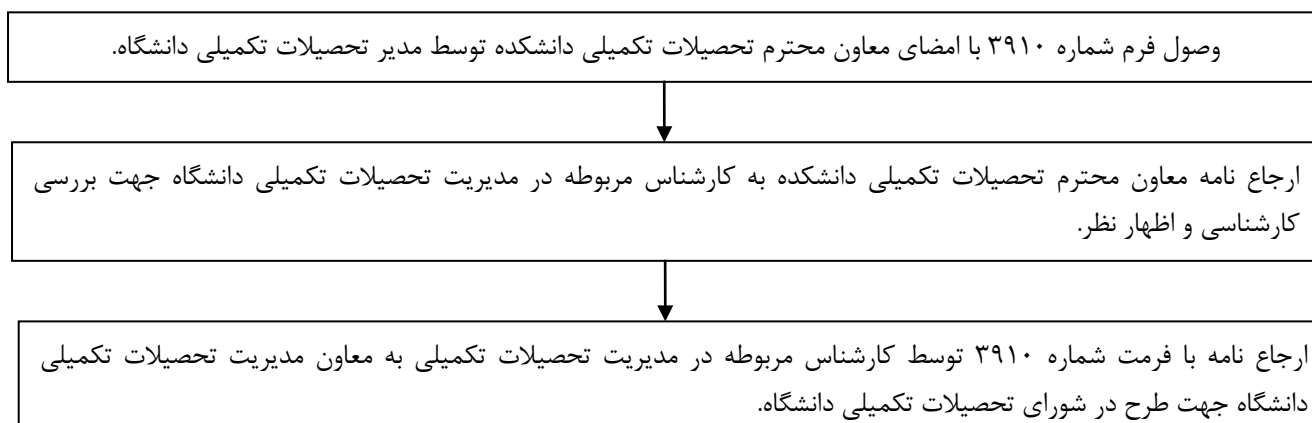 وصول فرم شماره ۳۹۱۰ با امضای معاون محترم تحصیلات تکمیلی دانشکده توسط مدیر تحصیلات تکمیلی دانشگاه.
ارجاع نامه معاون محترم تحصیلات تکمیلی دانشکده به کارشناس مربوطه در مدیریت تحصیلات تکمیلی دانشگاه جهت بررسی
کارشناسی و اظهار نظر.
ارجاع نامه با فرمت شماره ۳۹۱۰ توسط کارشناس مربوطه در مدیریت تحصیلات تکمیلی به معاون مدیریت تحصیلات تکمیلی
دانشگاه جهت طرح در شورای تحصیلات تکمیلی دانشگاه.